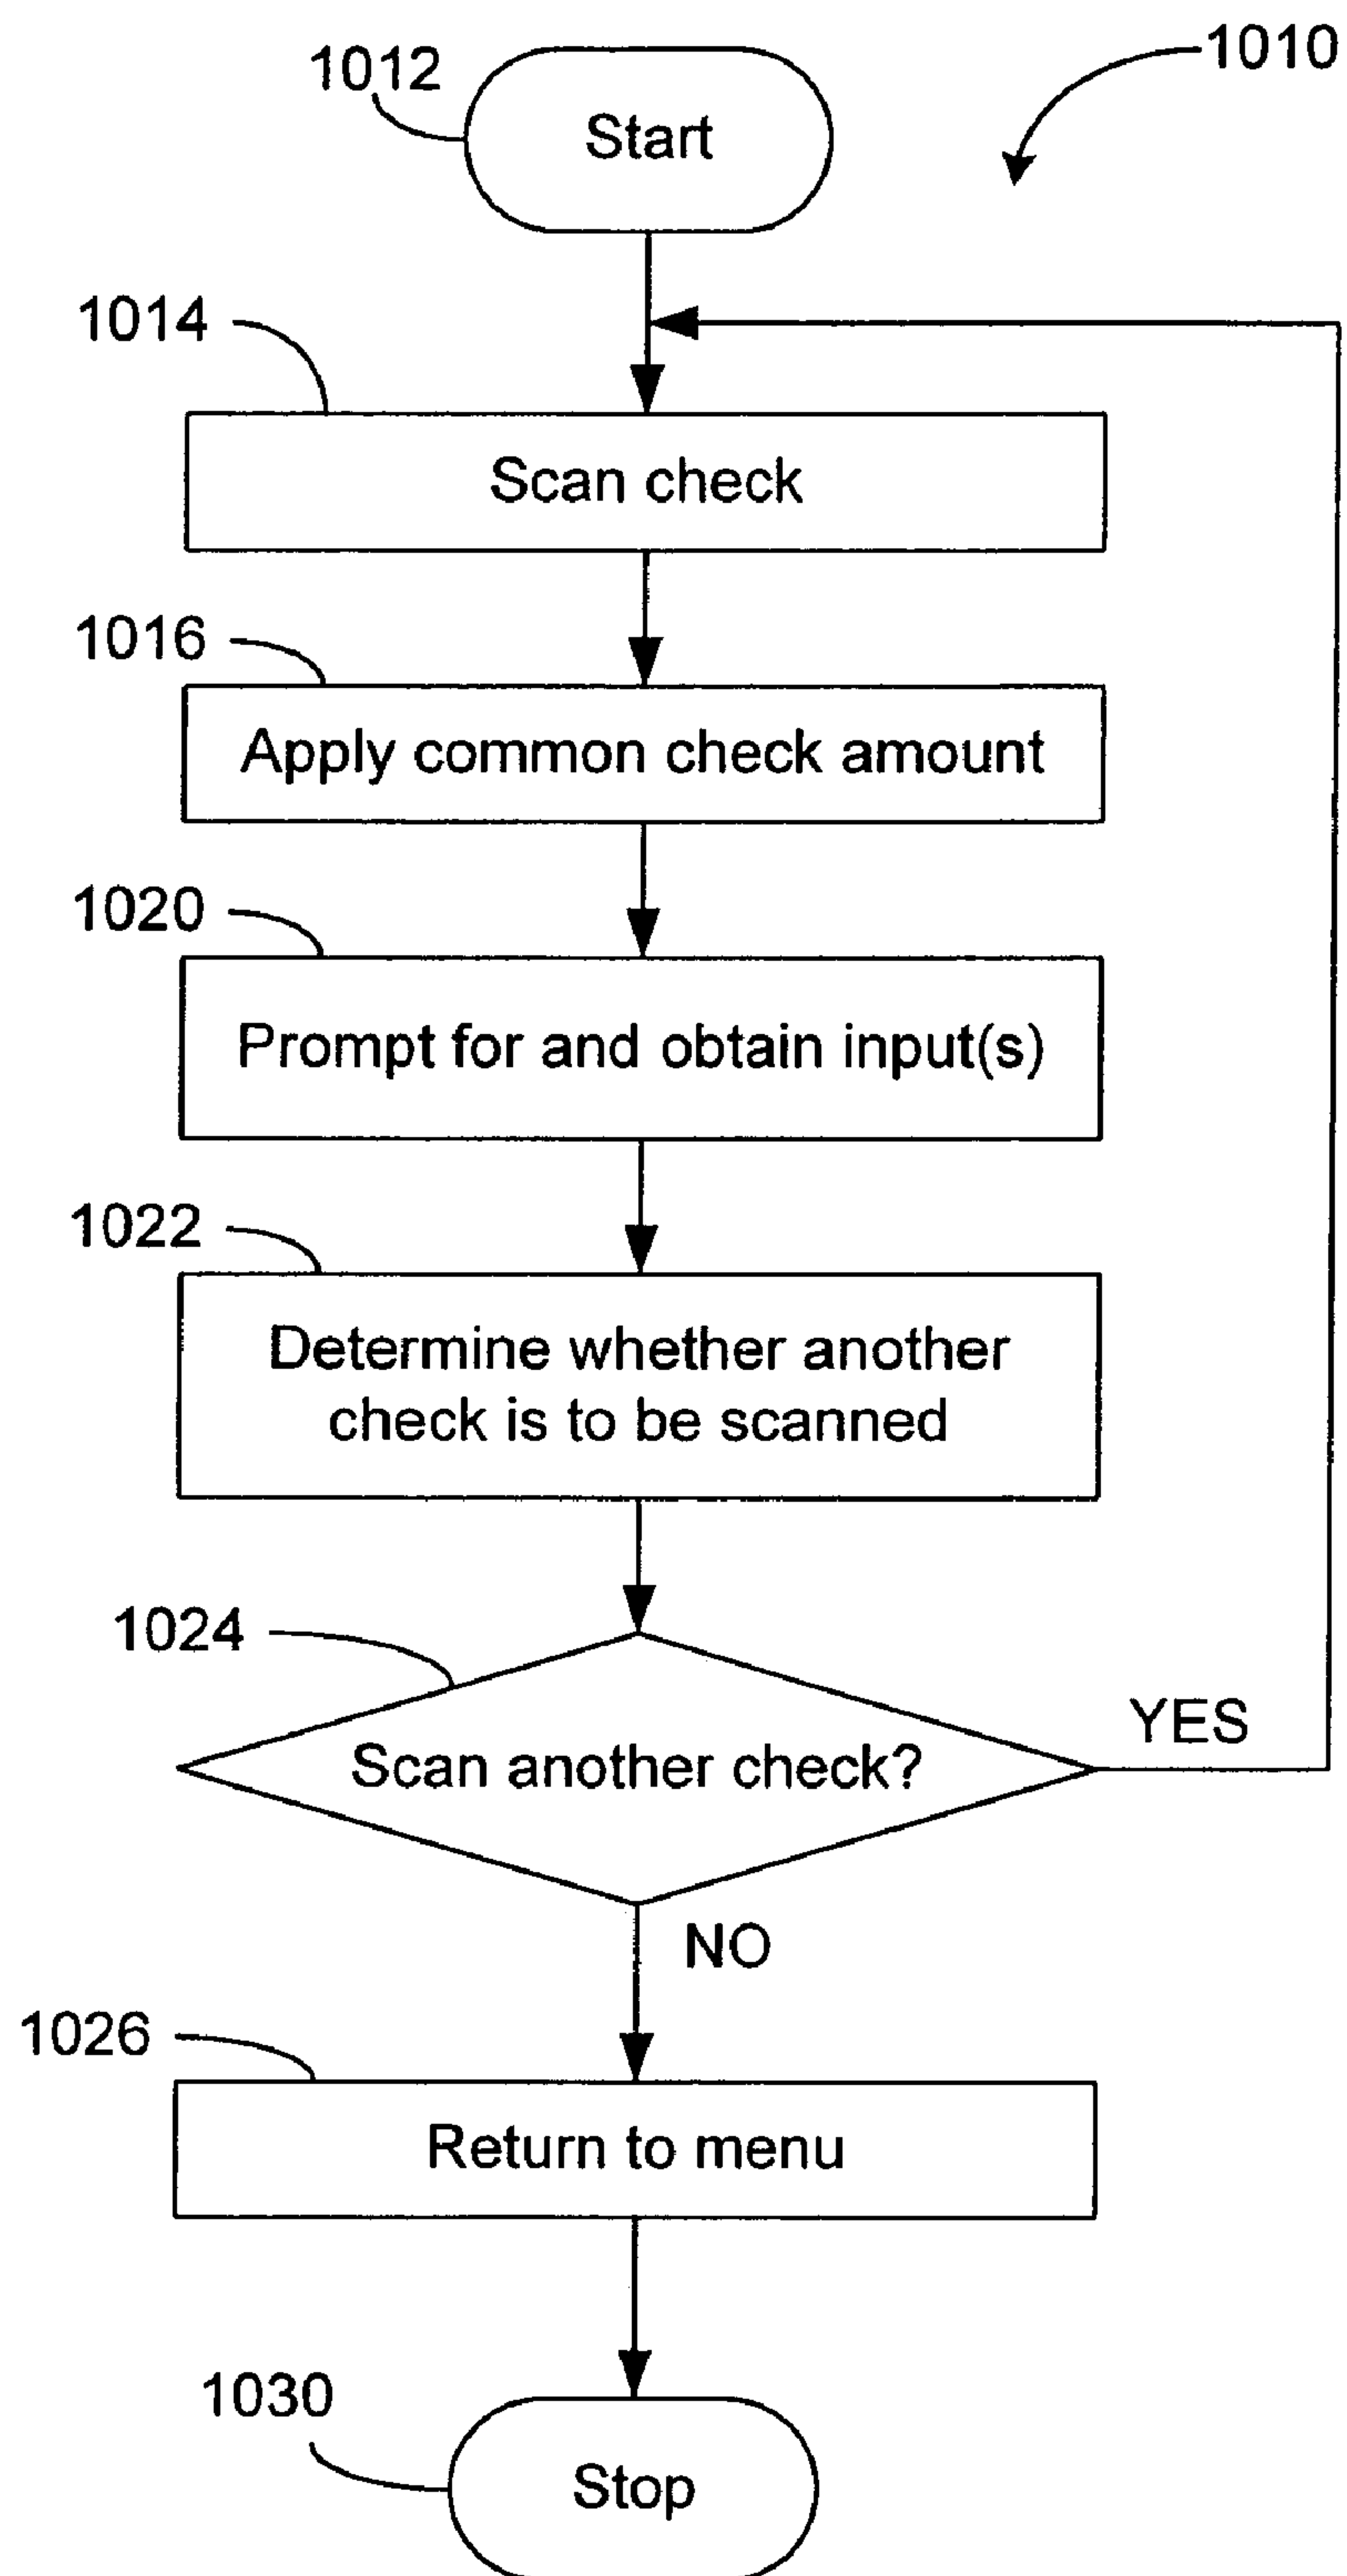 1010
1012
Start
1014
Scan check
1016
Apply common check amount
1020
Prompt for and obtain input(s)
1022
Determine whether another
check is to be scanned
1024
Scan another check?
YES
NO
1026
Return to menu
1030
Stop